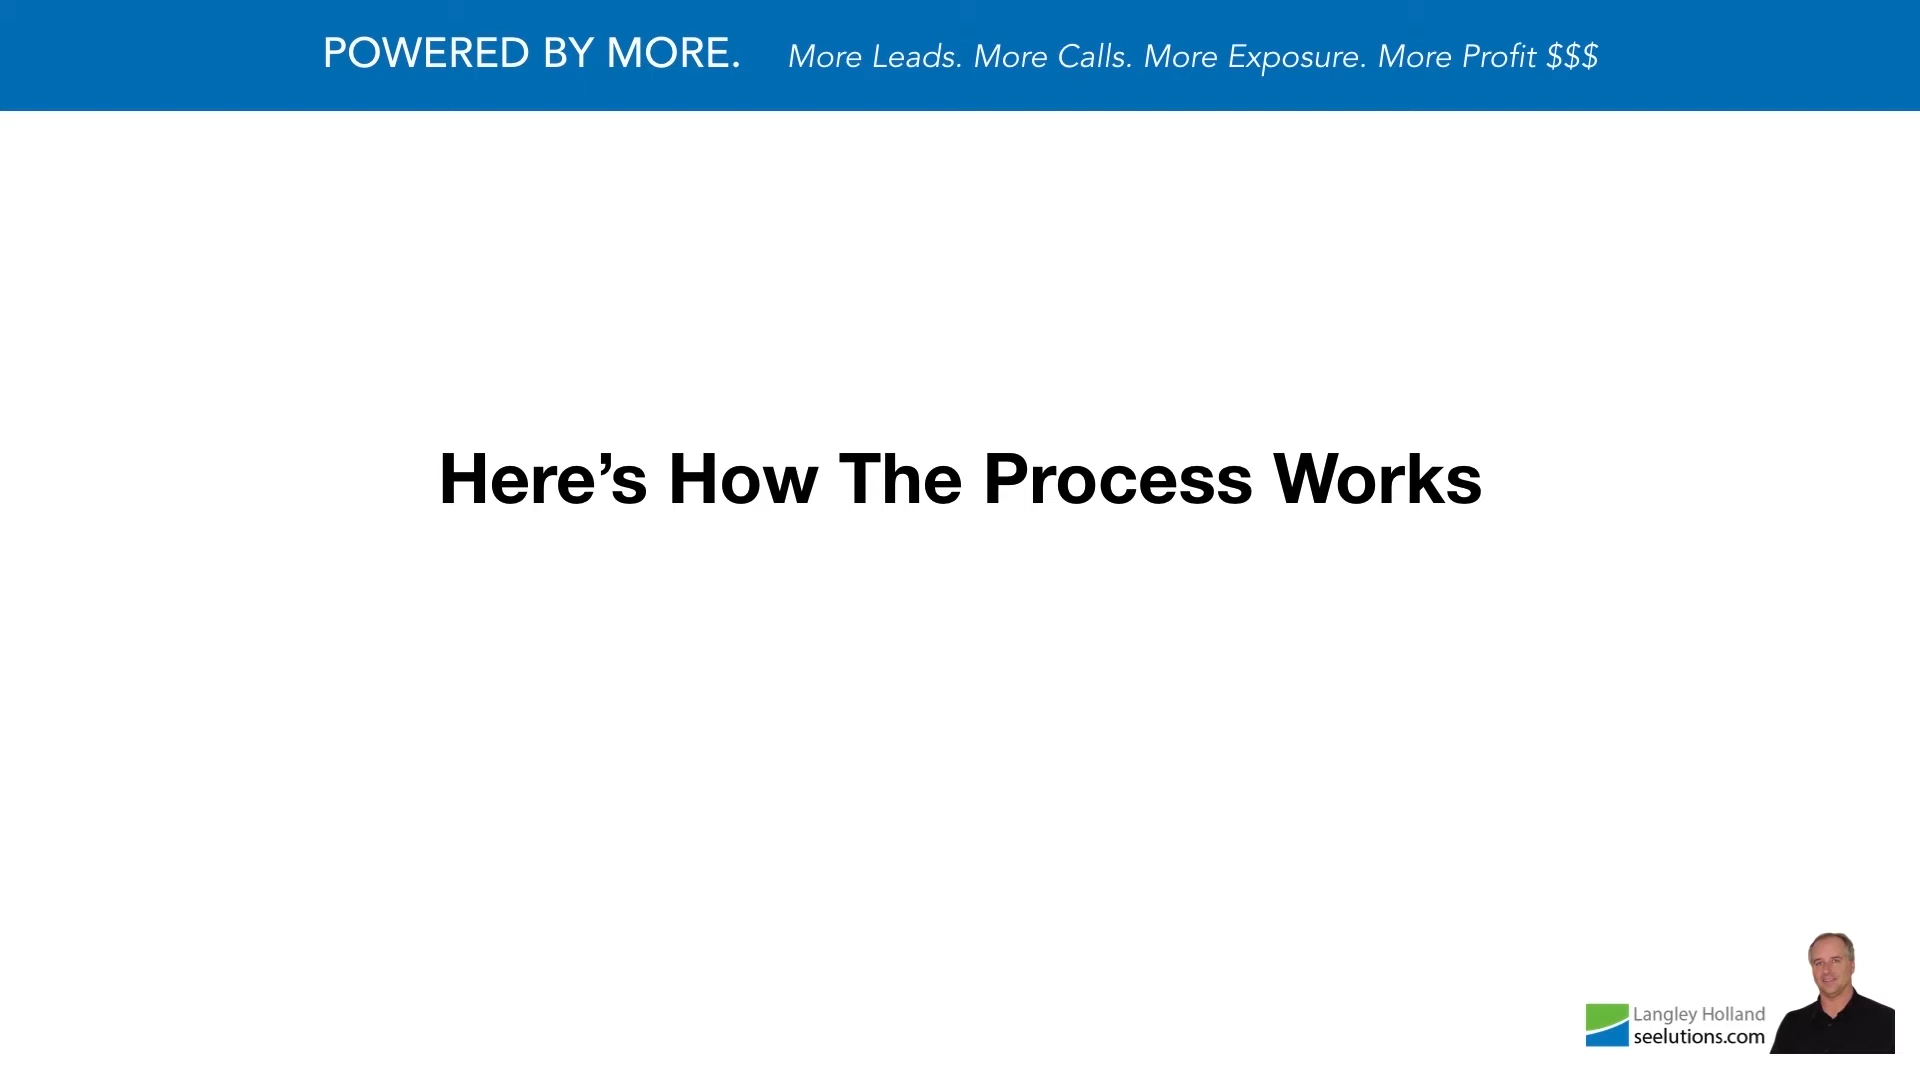 POWERED BY MORE. More Leads. More Calls. More Exposure. More Profit $$$
Here’s How The Process Works
Langley Holland
seelutions.com